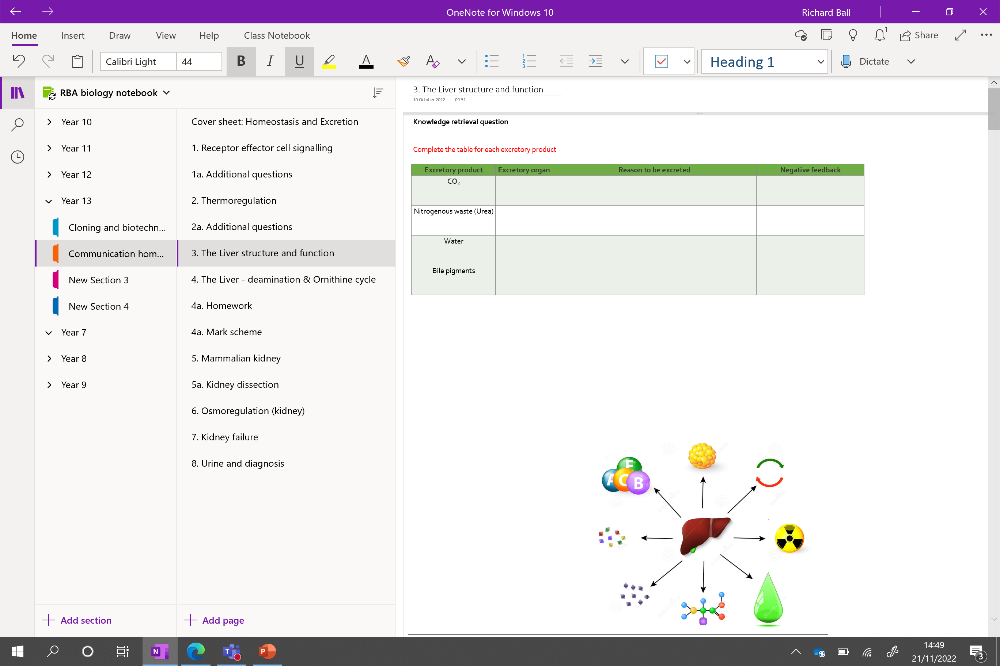 OneNote for Windows 10
Richard Ball
Home Insert Draw View Help Class Notebook
1
Share
Calibri Light 44 B I U A A
1
2
3
Heading 1
Dictate
RBA biology notebook
Year 10
Year 11
Year 12
Year 13
Cloning and biotechn...
Communication hom...
New Section 3
New Section 4
Year 7
Year 8
Year 9
Add section
Cover sheet: Homeostasis and Excretion
1. Receptor effector cell signalling
1a. Additional questions
2. Thermoregulation
2a. Additional questions
3. The Liver structure and function
4. The Liver - deamination & Ornithine cycle
4a. Homework
4a. Mark scheme
5. Mammalian kidney
5a. Kidney dissection
6. Osmoregulation (kidney)
7. Kidney failure
8. Urine and diagnosis
Add page
3. The Liver structure and function
10 October 2022 09:51
Knowledge retrieval question
Complete the table for each excretory product
Excretory product Excretory organ Reason to be excreted Negative feedback
CO₂
Nitrogenous waste (Urea)
Water
Bile pigments
E
A C B
N T P
14:49
21/11/2022
3